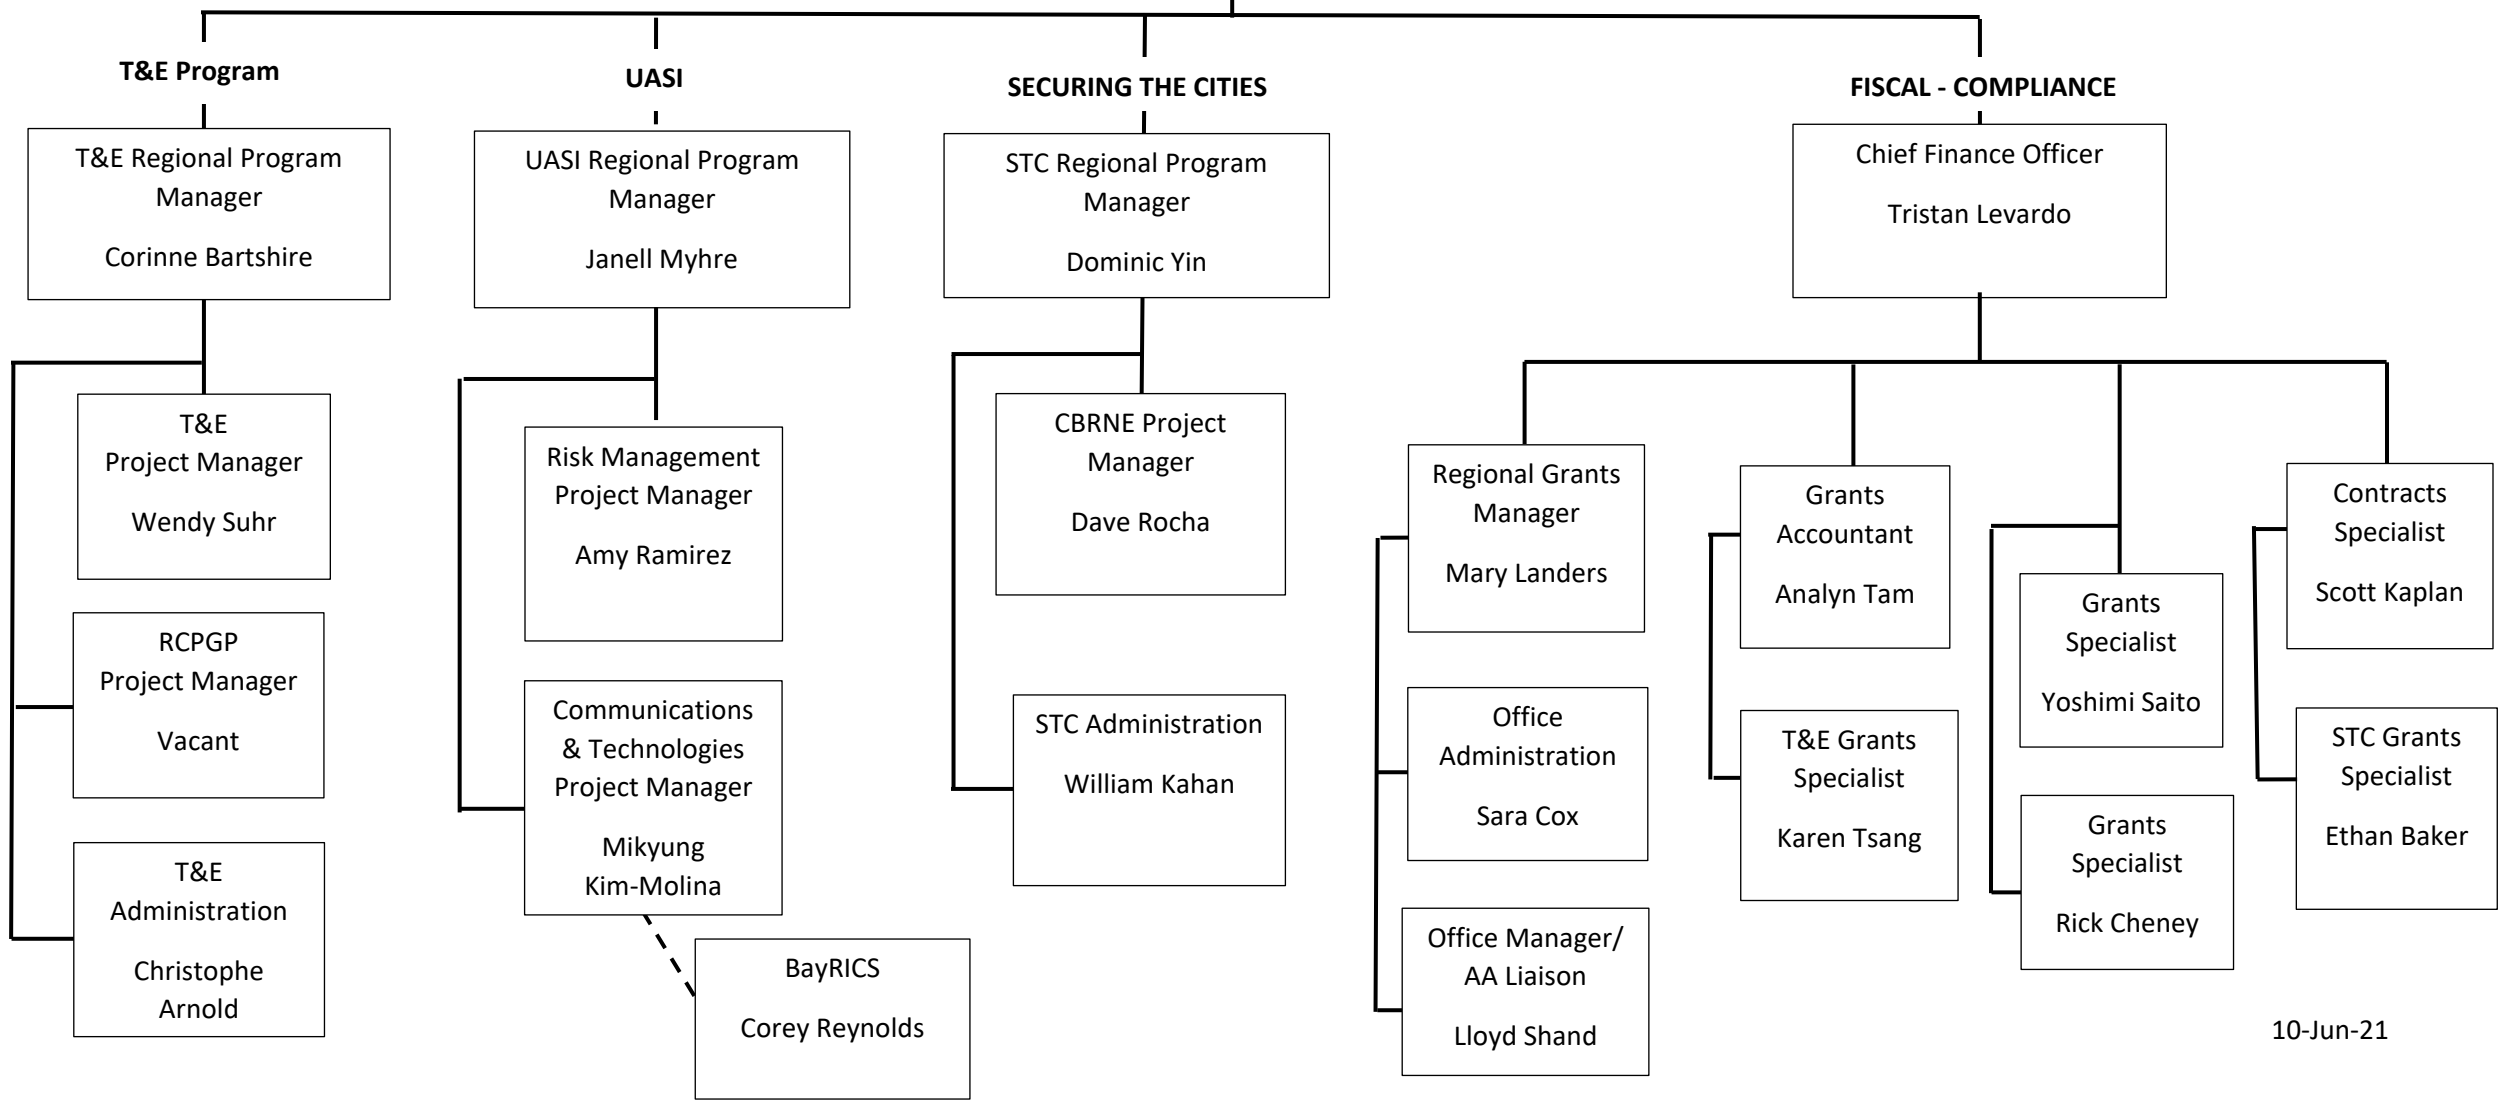 T&E Program
T&E Regional Program
Manager
Corinne Bartshire
T&E
Project Manager
Wendy Suhr
RCPGP
Project Manager
Vacant
T&E
Administration
Christophe
Arnold
UASI
UASI Regional Program
Manager
Janell Myhre
Risk Management
Project Manager
Amy Ramirez
Communications
& Technologies
Project Manager
Mikyung
Kim-Molina
BayRICS
Corey Reynolds
SECURING THE CITIES
STC Regional Program
Manager
Dominic Yin
CBRNE Project
Manager
Dave Rocha
STC Administration
William Kahan
FISCAL - COMPLIANCE
Chief Finance Officer
Tristan Levardo
Regional Grants
Manager
Mary Landers
Office
Administration
Sara Cox
Office Manager/
AA Liaison
Lloyd Shand
Grants
Accountant
Analyn Tam
T&E Grants
Specialist
Karen Tsang
Grants
Specialist
Yoshimi Saito
Grants
Specialist
Rick Cheney
Contracts
Specialist
Scott Kaplan
STC Grants
Specialist
Ethan Baker
10-Jun-21